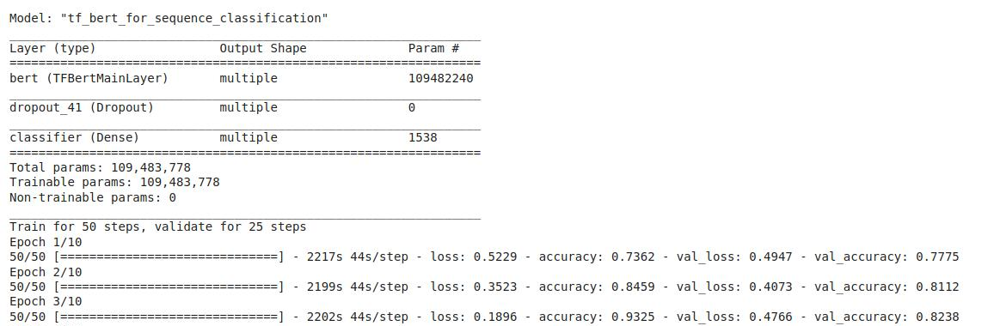 Model: "tf_bert_for_sequence_classification"
_________________________________________________________________
Layer (type)                 Output Shape              Param #
=================================================================
bert (TFBertMainLayer)       multiple                  109482240
_________________________________________________________________
dropout_41 (Dropout)         multiple                  0
_________________________________________________________________
classifier (Dense)           multiple                  1538
=================================================================
Total params: 109,483,778
Trainable params: 109,483,778
Non-trainable params: 0
_________________________________________________________________
Train for 50 steps, validate for 25 steps
Epoch 1/10
50/50 [==============================] - 2217s 44s/step - loss: 0.5229 - accuracy: 0.7362 - val_loss: 0.4947 - val_accuracy: 0.7775
Epoch 2/10
50/50 [==============================] - 2199s 44s/step - loss: 0.3523 - accuracy: 0.8459 - val_loss: 0.4073 - val_accuracy: 0.8112
Epoch 3/10
50/50 [==============================] - 2202s 44s/step - loss: 0.1896 - accuracy: 0.9325 - val_loss: 0.4766 - val_accuracy: 0.8238